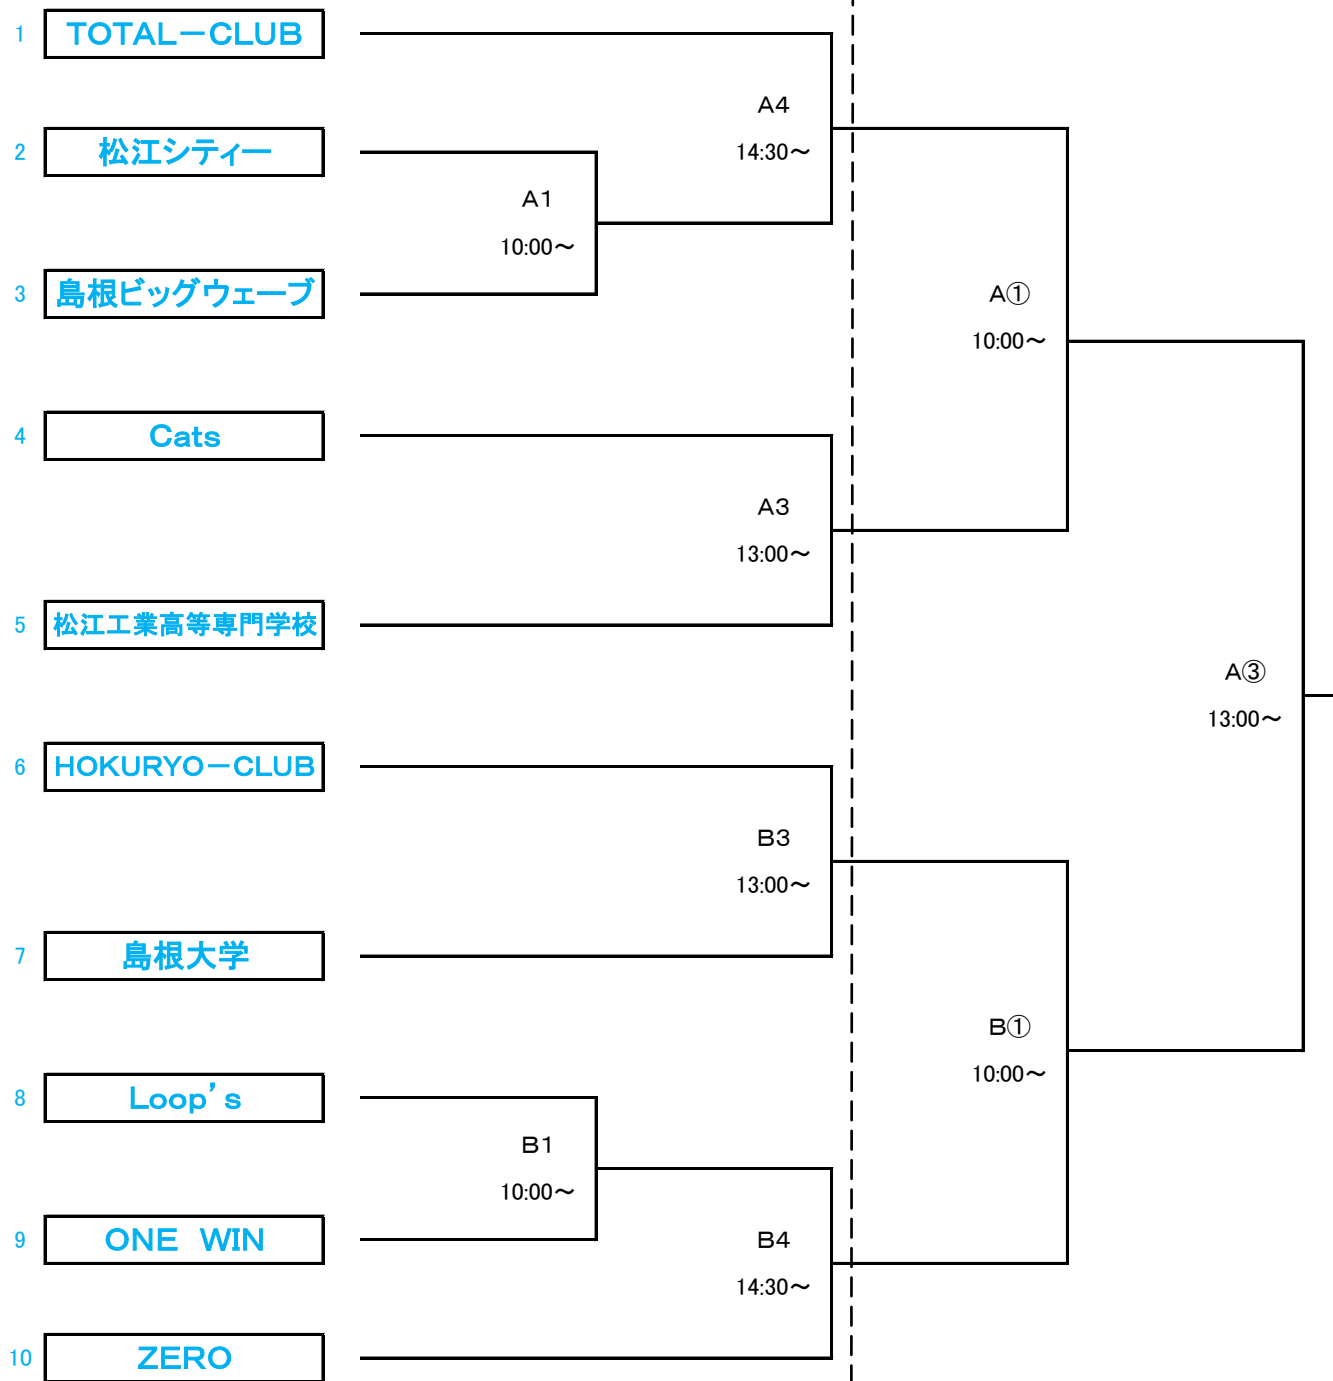 1 TOTAL－CLUB
A4
14:30～
2 松江シティー
A1
10:00～
3 島根ビッグウェーブ
A①
10:00～
4 Cats
A3
13:00～
5 松江工業高等専門学校
A③
13:00～
6 HOKURYO－CLUB
B3
13:00～
7 島根大学
B①
10:00～
8 Loop’s
B1
10:00～
9 ONE　WIN
B4
14:30～
10 ZERO